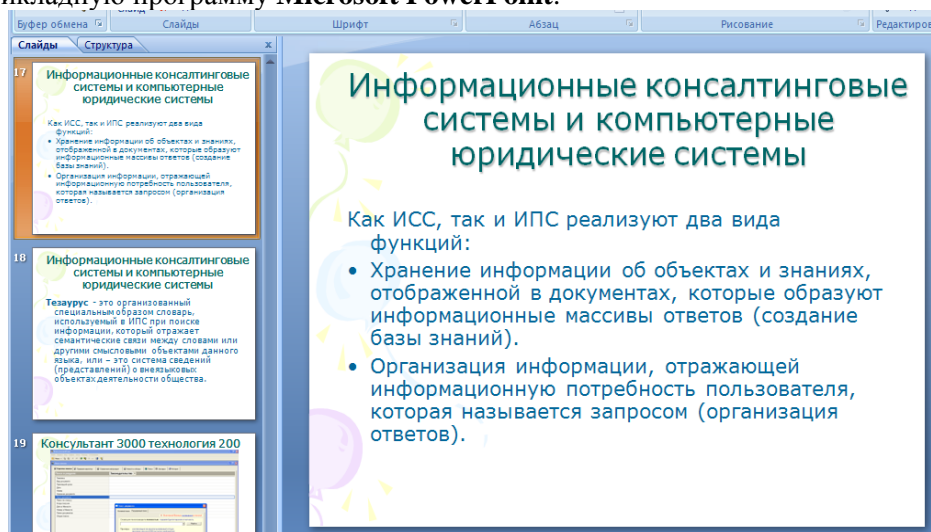 икладную программу Microsoft PowerPoint.
Буфер обмена
Слайды
Шрифт
Абзац
Рисование
Редактиров
Слайды
Структура
x
17
Информационные консалтинговые
системы и компьютерные
юридические системы
Как ИСС, так и ИПС реализуют два вида
функций:
• Хранение информации об объектах и знаниях,
отображенной в документах, которые образуют
информационные массивы ответов (создание
базы знаний).
• Организация информации, отражающей
информационную потребность пользователя,
которая называется запросом (организация
ответов).
18
Информационные консалтинговые
системы и компьютерные
юридические системы
Тезаурус - это организованный
специальным образом словарь,
используемый в ИПС при поиске
информации, который отражает
семантические связи между словами или
другими смысловыми объектами данного
языка, или – это система сведений
(представлений) о внеязыковых
объектах деятельности общества.
19
Консультант 3000 технология 200
Информационные консалтинговые
системы и компьютерные
юридические системы
Как ИСС, так и ИПС реализуют два вида
функций:
• Хранение информации об объектах и знаниях,
отображенной в документах, которые образуют
информационные массивы ответов (создание
базы знаний).
• Организация информации, отражающей
информационную потребность пользователя,
которая называется запросом (организация
ответов).